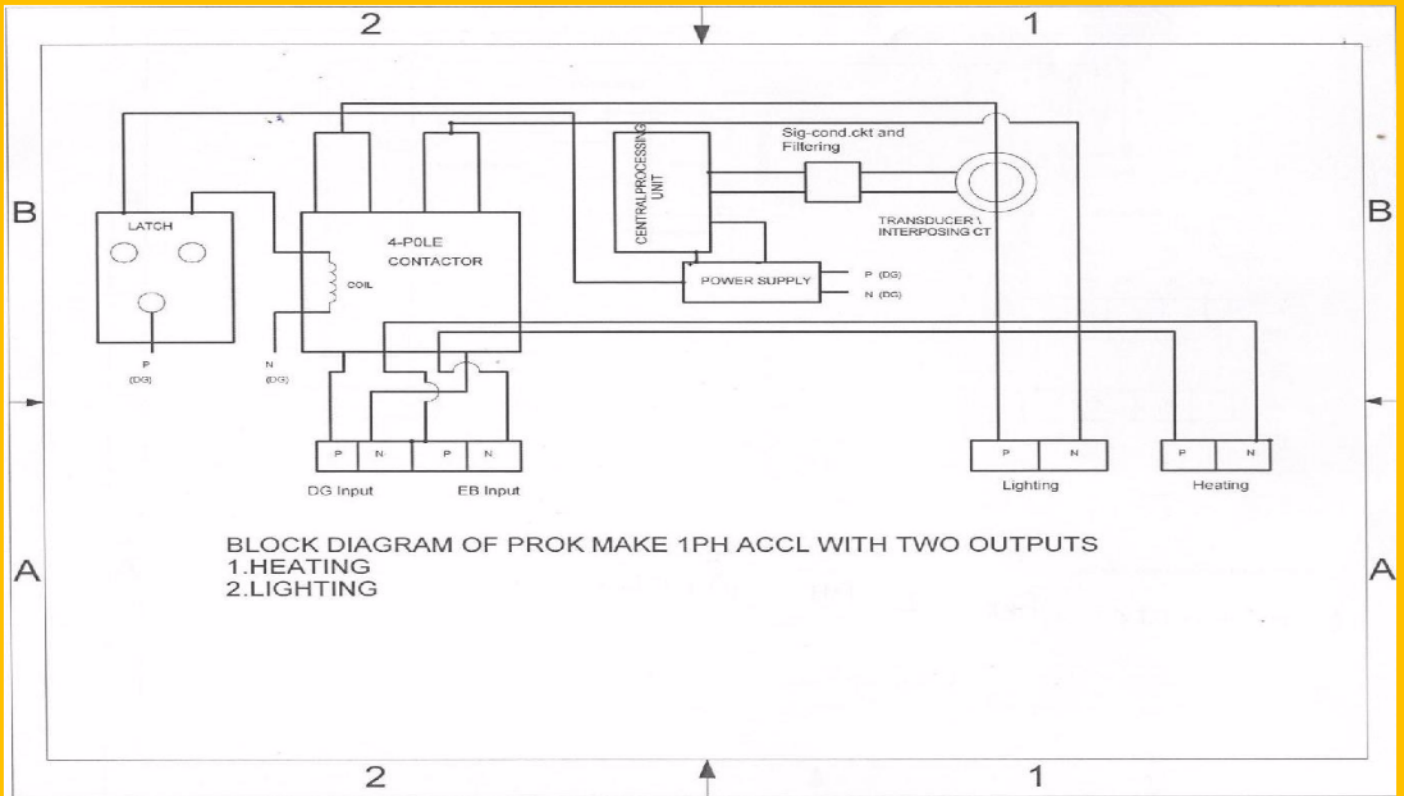 2 1
Sig-cond.ckt and
Filtering
CENTRALPROCESSING
UNIT
B B
LATCH
TRANSDUCER \
INTERPOSING CT
4-P0LE
CONTACTOR
COIL
POWER SUPPLY
P (DG)
N (DG)
P
(DG)
N
(DG)
P N P N
DG Input EB Input
P N
Lighting
P N
Heating
BLOCK DIAGRAM OF PROK MAKE 1PH ACCL WITH TWO OUTPUTS
A A
1.HEATING
2.LIGHTING
2 1